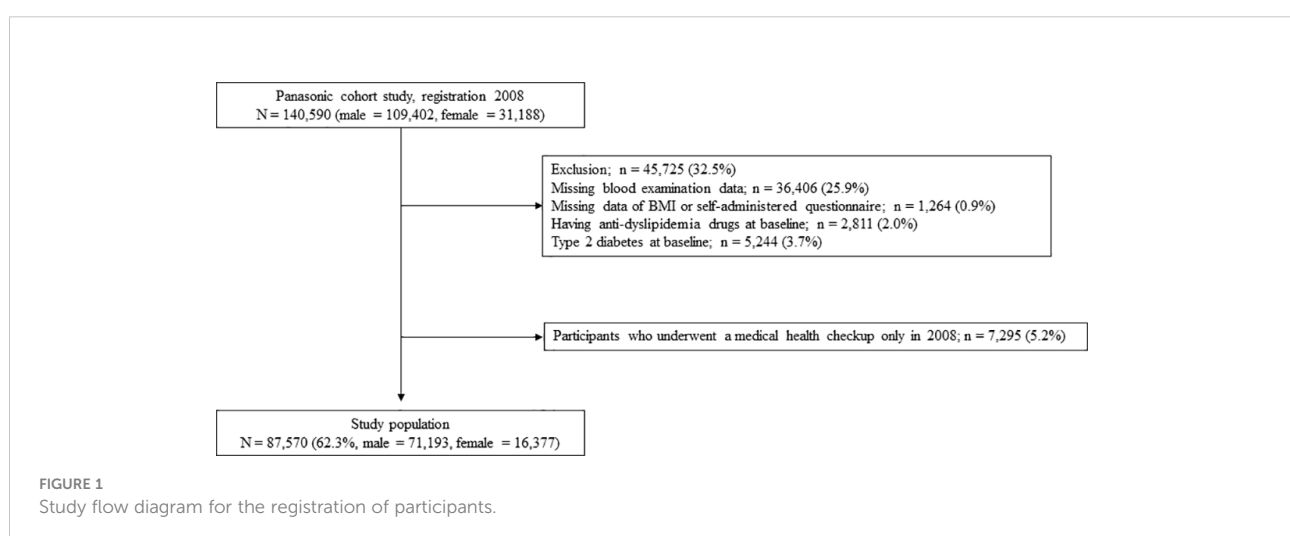 Panasonic cohort study, registration 2008
N = 140,590 (male = 109,402, female = 31,188)
Exclusion; n = 45,725 (32.5%)
Missing blood examination data; n = 36,406 (25.9%)
Missing data of BMI or self-administered questionnaire; n = 1,264 (0.9%)
Having anti-dyslipidemia drugs at baseline; n = 2,811 (2.0%)
Type 2 diabetes at baseline; n = 5,244 (3.7%)
Participants who underwent a medical health checkup only in 2008; n = 7,295 (5.2%)
Study population
N = 87,570 (62.3%, male = 71,193, female = 16,377)
FIGURE 1
Study flow diagram for the registration of participants.